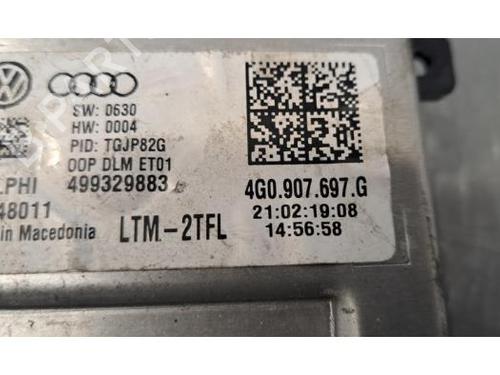 SW: 0630
HW: 0004
PID: TGJP82G
OOP DLM ET01
LPHI 499329883
48011
in Macedonia LTM-2TFL
4G0.907.697.G
21:02:19:08
14:56:58